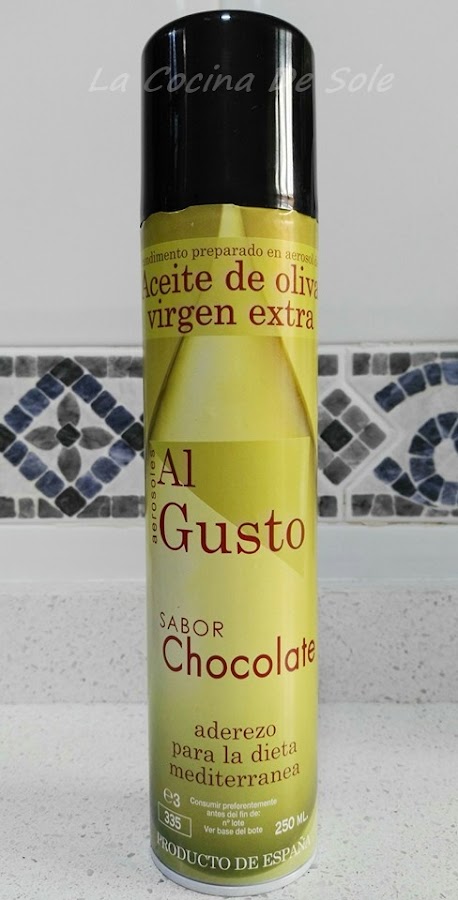 La Cocina De Sole
preparado en aerosol
Aceite de oliva
virgen extra
aerosoles
Al
Gusto
SABOR
Chocolate
aderezo
para la dieta
mediterranea
e3
335
Consumir preferentemente
antes del fin de:
nº lote
Ver base del bote
250 ML.
PRODUCTO DE ESPAÑA